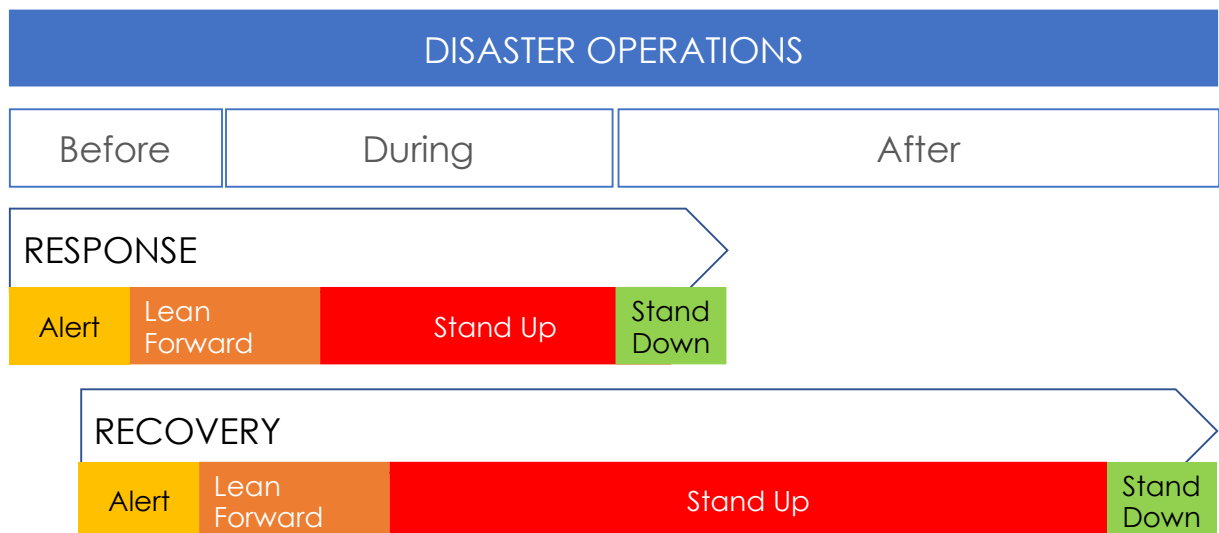 DISASTER OPERATIONS
Before
During
After
RESPONSE
Alert
Lean
Forward
Stand Up
Stand
Down
RECOVERY
Alert
Lean
Forward
Stand Up
Stand
Down